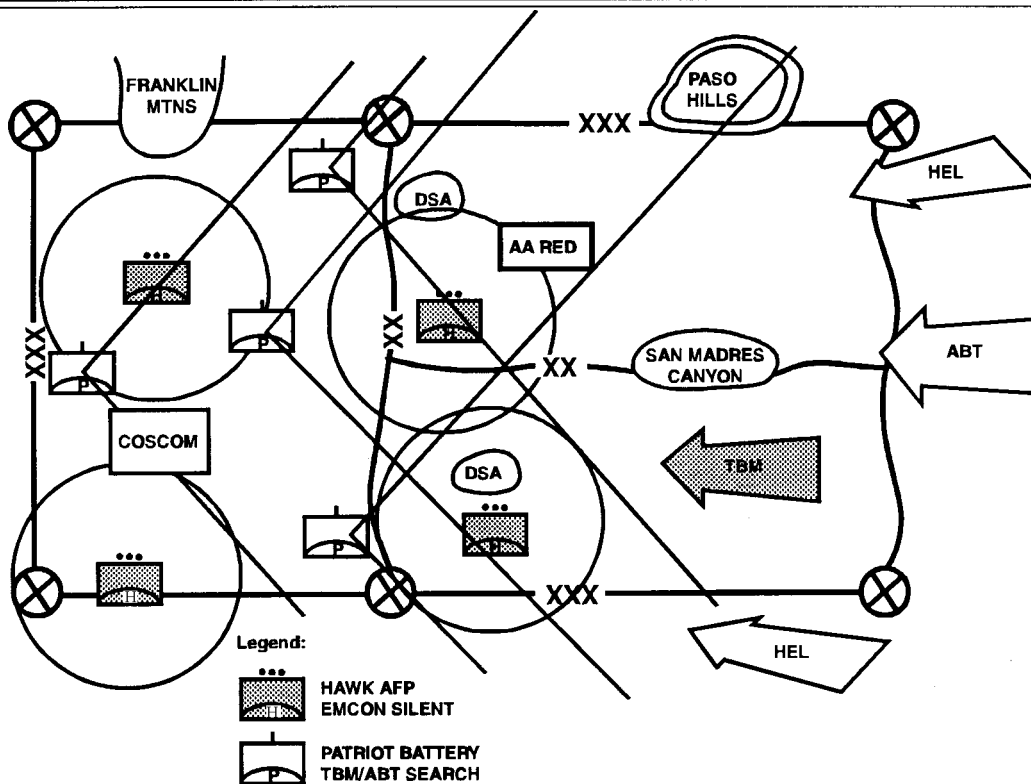 FRANKLIN
MTNS
PASO
HILLS
XXX
HEL
P
DSA
AA RED
H
H
P
XX
XXX
P
XX
SAN MADRES
CANYON
ABT
COSCOM
DSA
TBM
P
H
H
XXX
HEL
Legend:
H
HAWK AFP
EMCON SILENT
P
PATRIOT BATTERY
TBM/ABT SEARCH